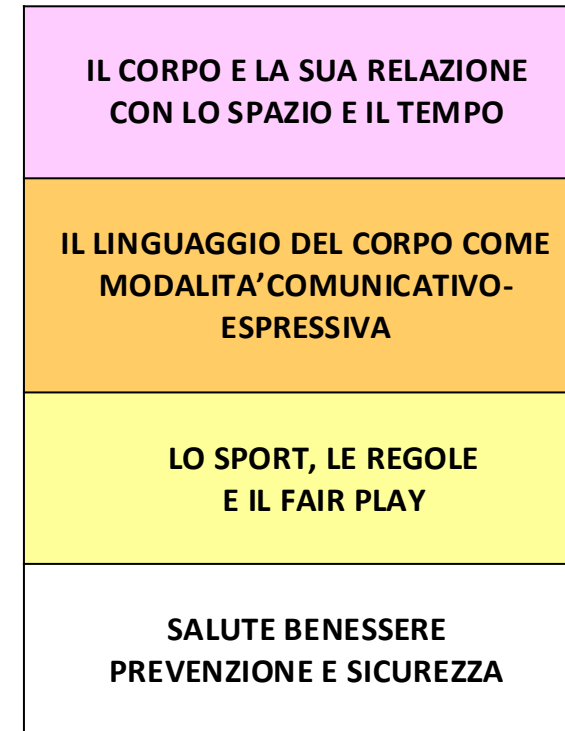 IL CORPO E LA SUA RELAZIONE
CON LO SPAZIO E IL TEMPO
IL LINGUAGGIO DEL CORPO COME
MODALITA’COMUNICATIVO-
ESPRESSIVA
LO SPORT, LE REGOLE
E IL FAIR PLAY
SALUTE BENESSERE
PREVENZIONE E SICUREZZA